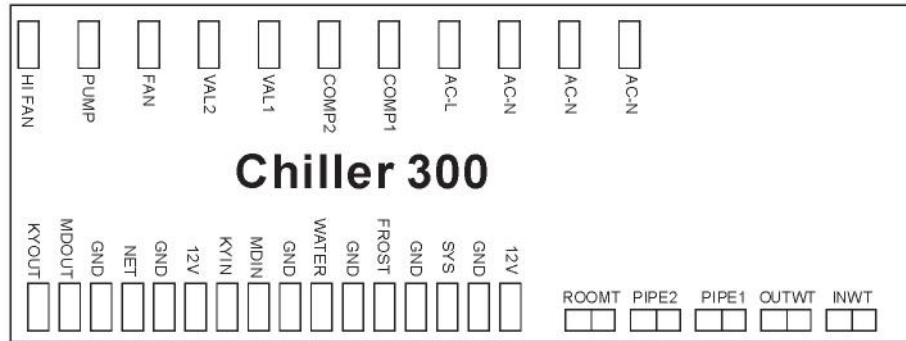 HI FAN PUMP FAN VAL2 VAL1 COMP2 COMP1 AC-L AC-N AC-N AC-N
Chiller 300
KYOUT MDOUT GND NET GND 12V KYIN MDIN GND WATER GND FROST GND SYS GND 12V
ROOMT PIPE2 PIPE1 OUTWT INWT